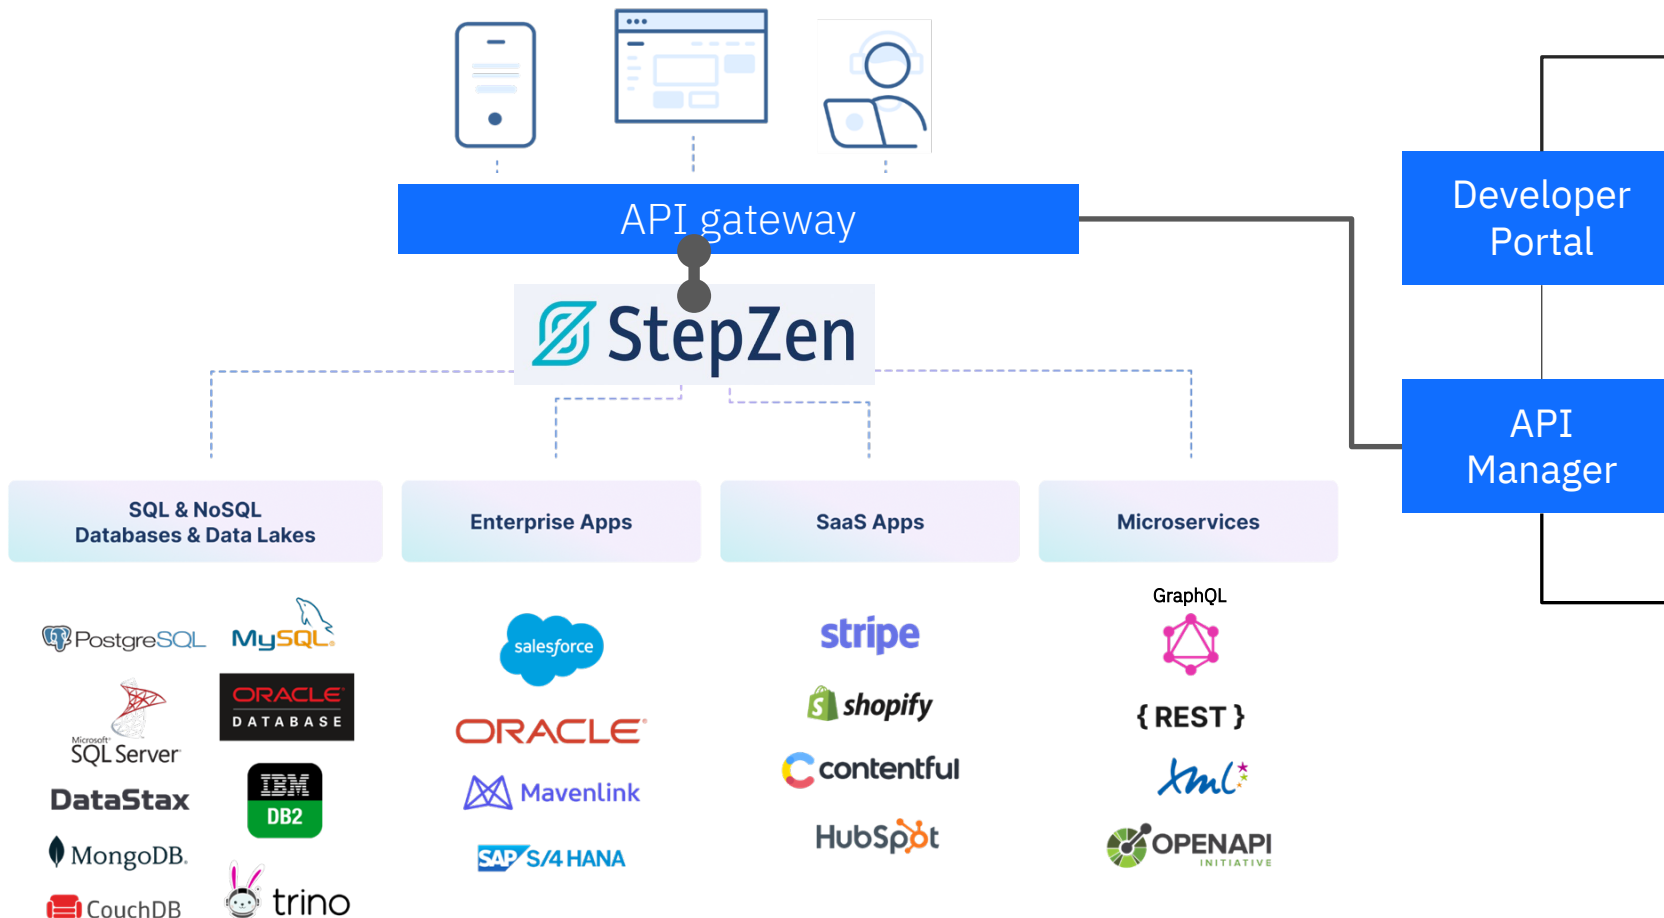 API gateway
Developer
Portal
StepZen
API
Manager
SQL & NoSQL
Databases & Data Lakes
Enterprise Apps
SaaS Apps
Microservices
PostgreSQL
MySQL®
Microsoft®
SQL Server
ORACLE®
DATABASE
DataStax
IBM
DB2
MongoDB.
CouchDB
trino
salesforce
ORACLE®
Mavenlink
SAP S/4 HANA
stripe
shopify
contentful
HubSpot
GraphQL
{ REST }
xml
OPENAPI
INITIATIVE